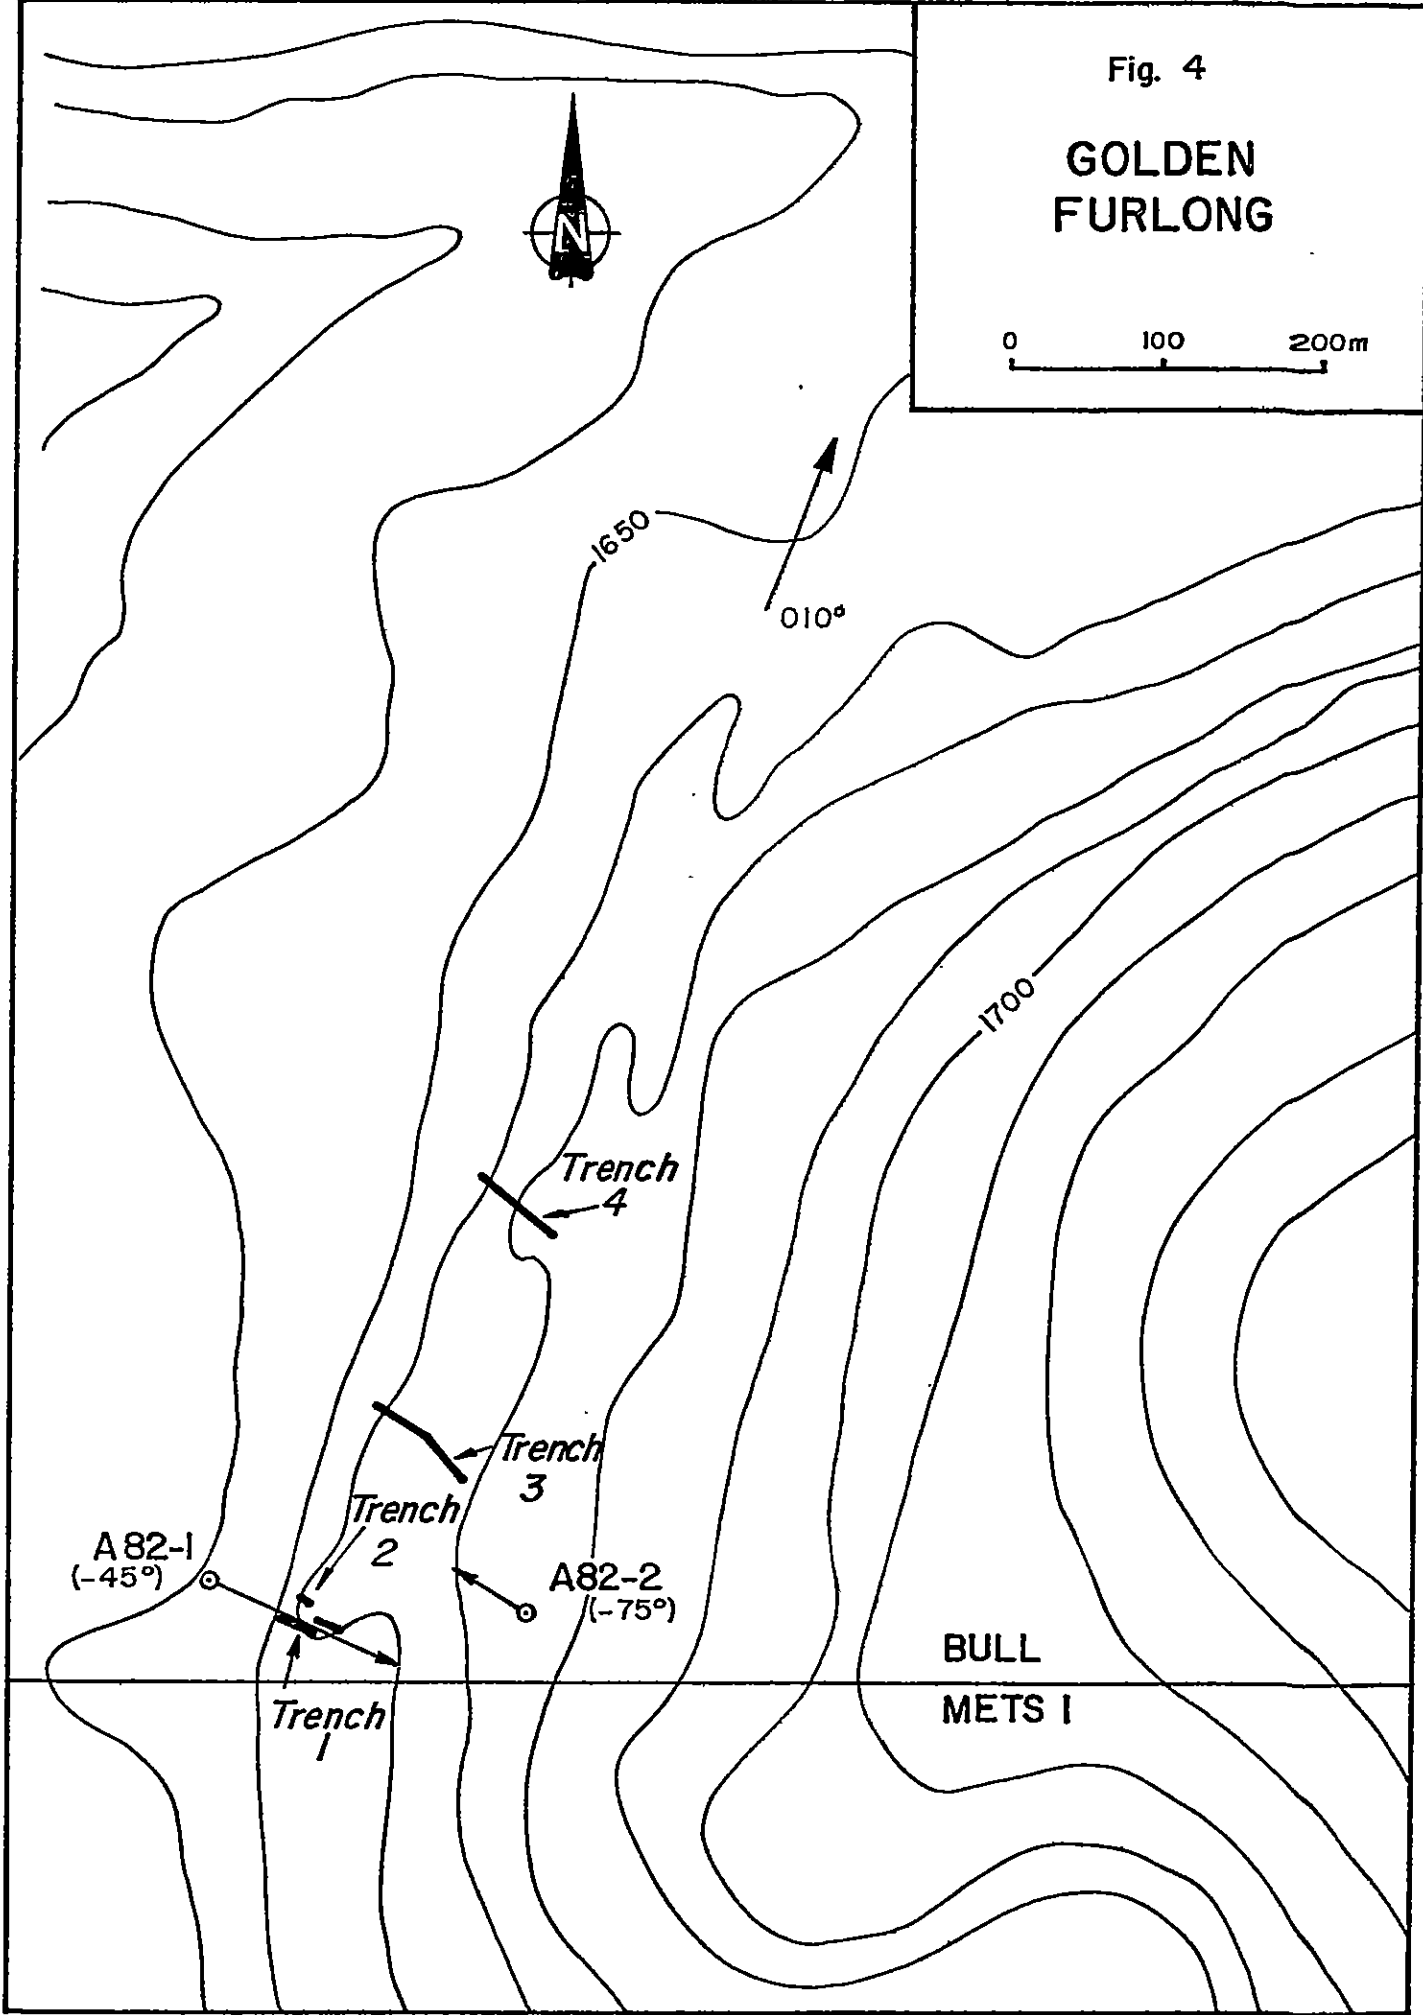 Fig. 4
GOLDEN
FURLONG
0 100 200m
N
1650
010°
1700
Trench
4
Trench
3
Trench
2
A82-1
(-45°)
A82-2
(-75°)
Trench
1
BULL
METS I